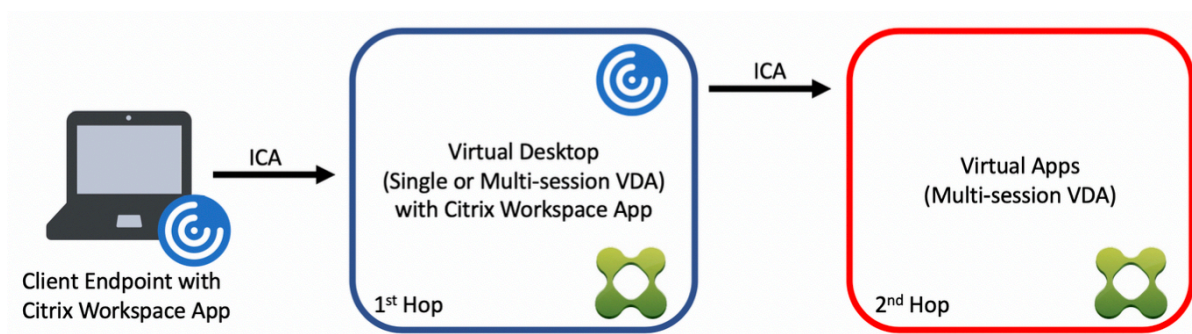 ICA
Client Endpoint with
Citrix Workspace App
Virtual Desktop
(Single or Multi-session VDA)
with Citrix Workspace App
1st Hop
ICA
Virtual Apps
(Multi-session VDA)
2nd Hop